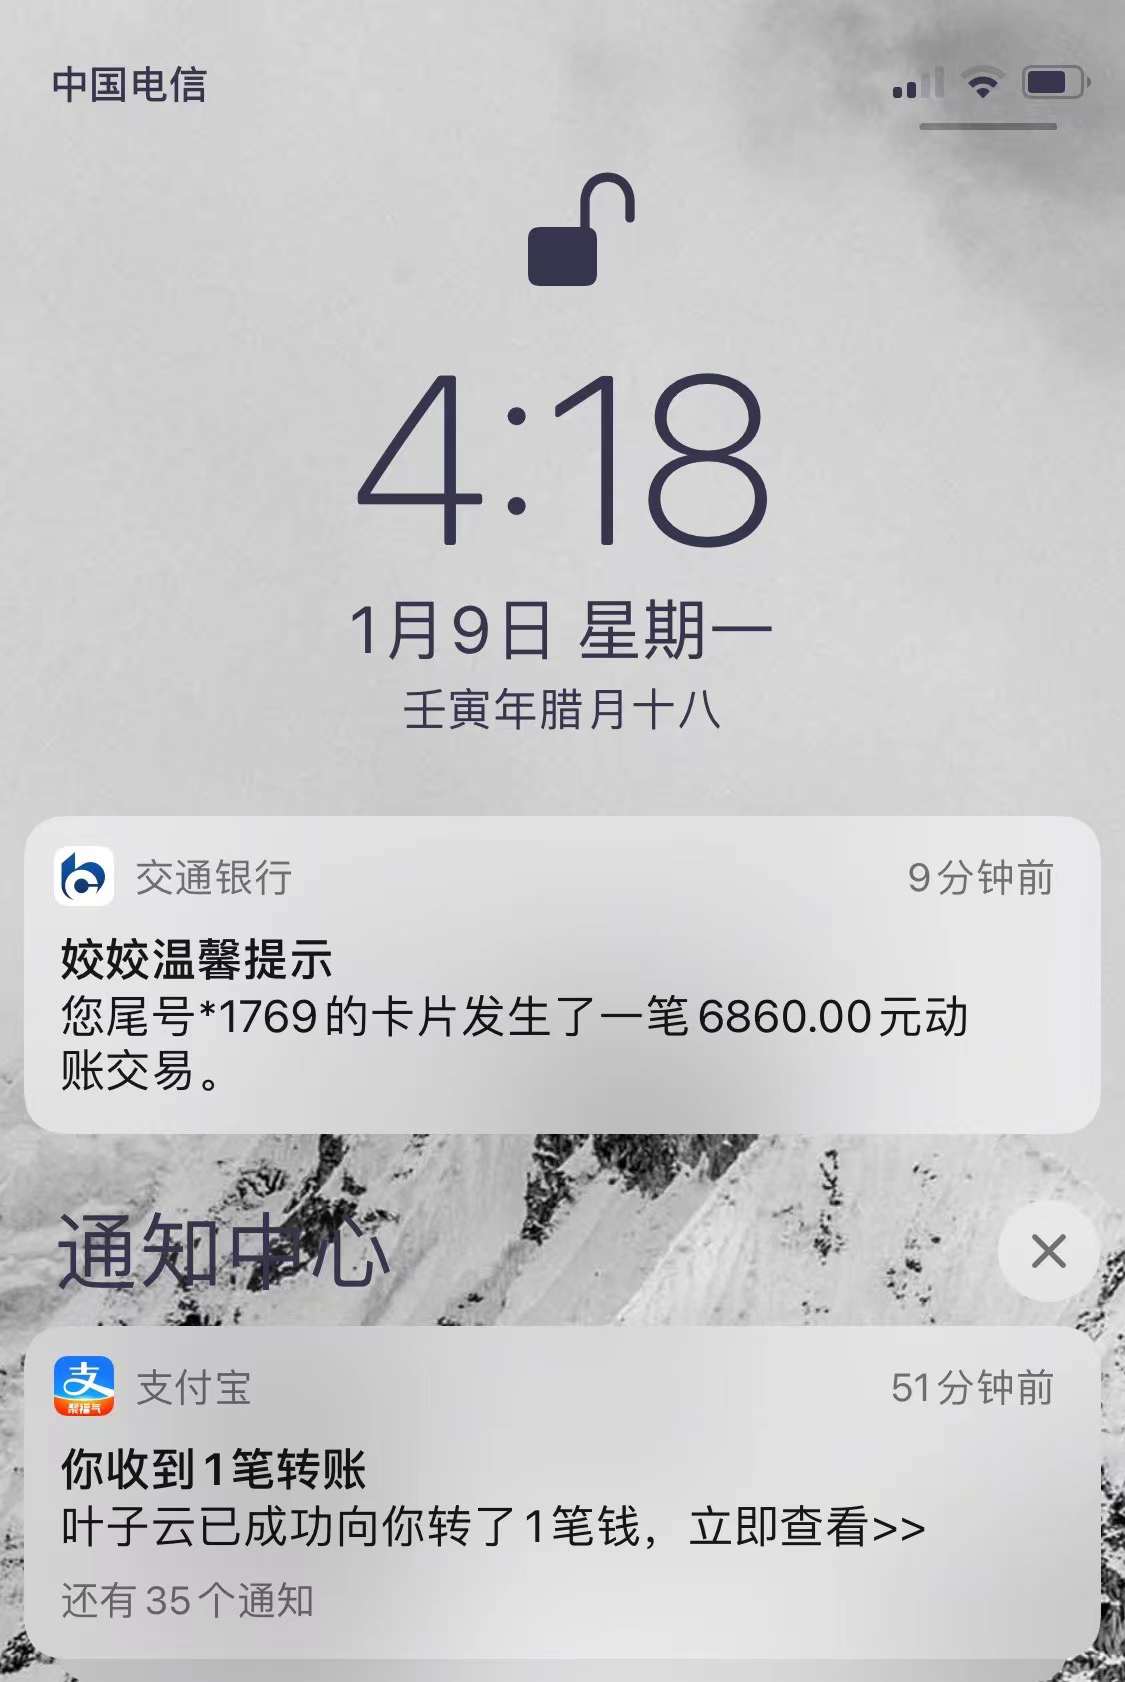 中国电信
4:18
1月9日 星期一
壬寅年腊月十八
交通银行
9分钟前
姣姣温馨提示
您尾号*1769的卡片发生了一笔6860.00元动
账交易。
通知中心
支付宝
51分钟前
你收到1笔转账
叶子云已成功向你转了1笔钱，立即查看>>
还有35个通知